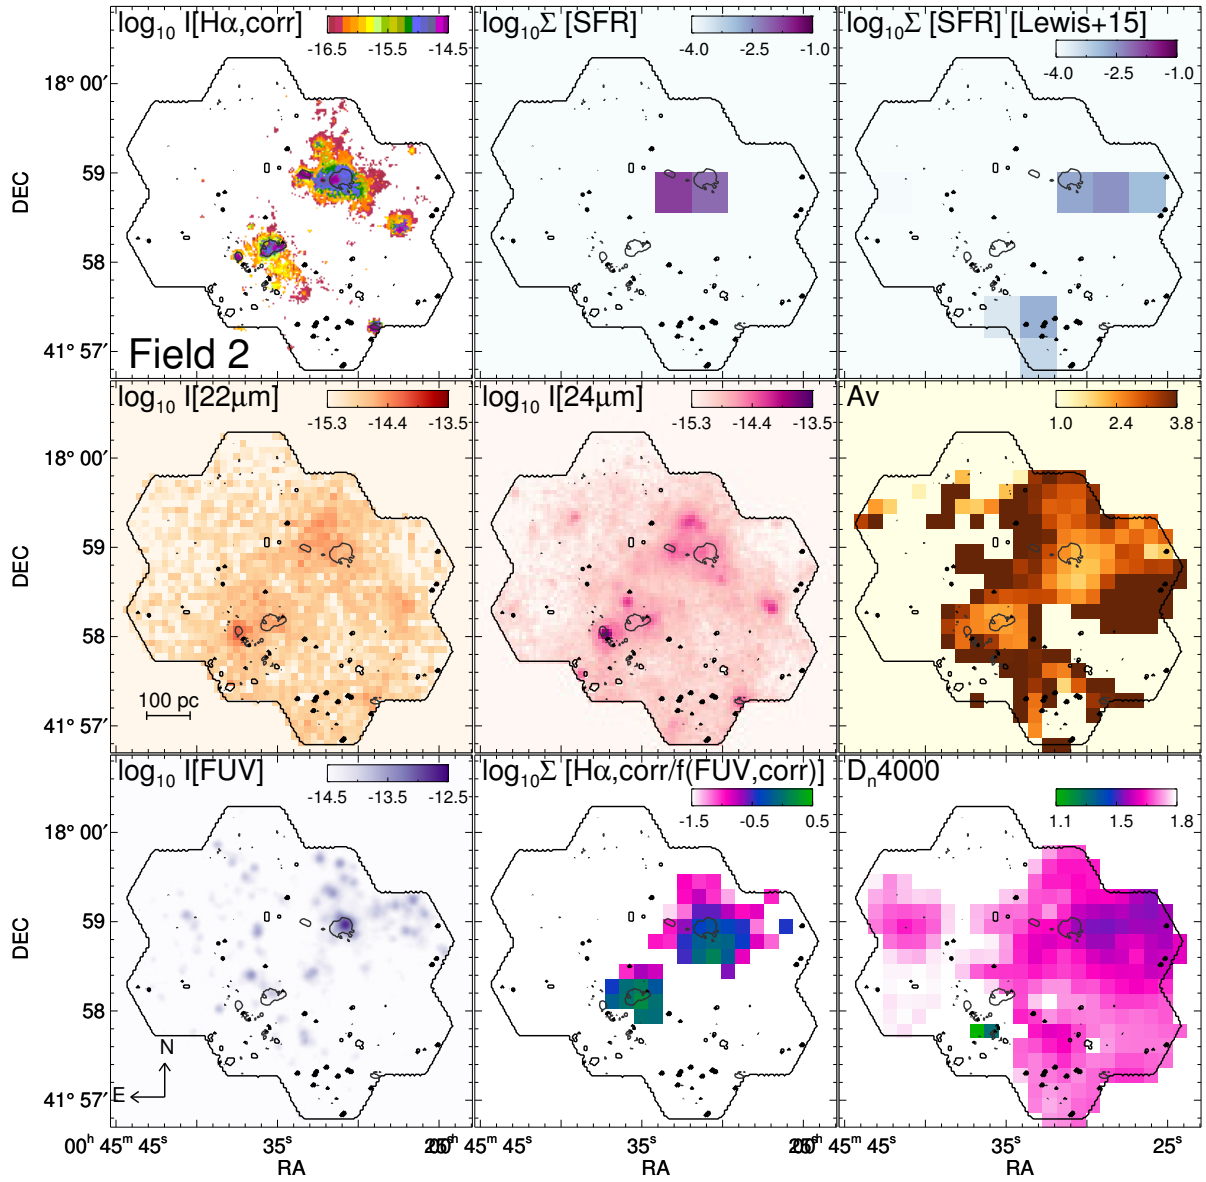 log₁₀ I[Hα,corr]
-16.5 -15.5 -14.5
log₁₀Σ [SFR]
-4.0 -2.5 -1.0
log₁₀Σ [SFR] [Lewis+15]
-4.0 -2.5 -1.0
18° 00′
59
58
41° 57′
DEC
Field 2
log₁₀ I[22μm]
-15.3 -14.4 -13.5
log₁₀ I[24μm]
-15.3 -14.4 -13.5
Av
1.0 2.4 3.8
18° 00′
59
58
41° 57′
DEC
100 pc
log₁₀ I[FUV]
-14.5 -13.5 -12.5
log₁₀Σ [Hα,corr/f(FUV,corr)]
-1.5 -0.5 0.5
Dₙ4000
1.1 1.5 1.8
18° 00′
59
58
41° 57′
DEC
N
E
00ʰ 45ᵐ 45ˢ 35ˢ
45ˢ 35ˢ
45ˢ 35ˢ 25ˢ
RA RA RA